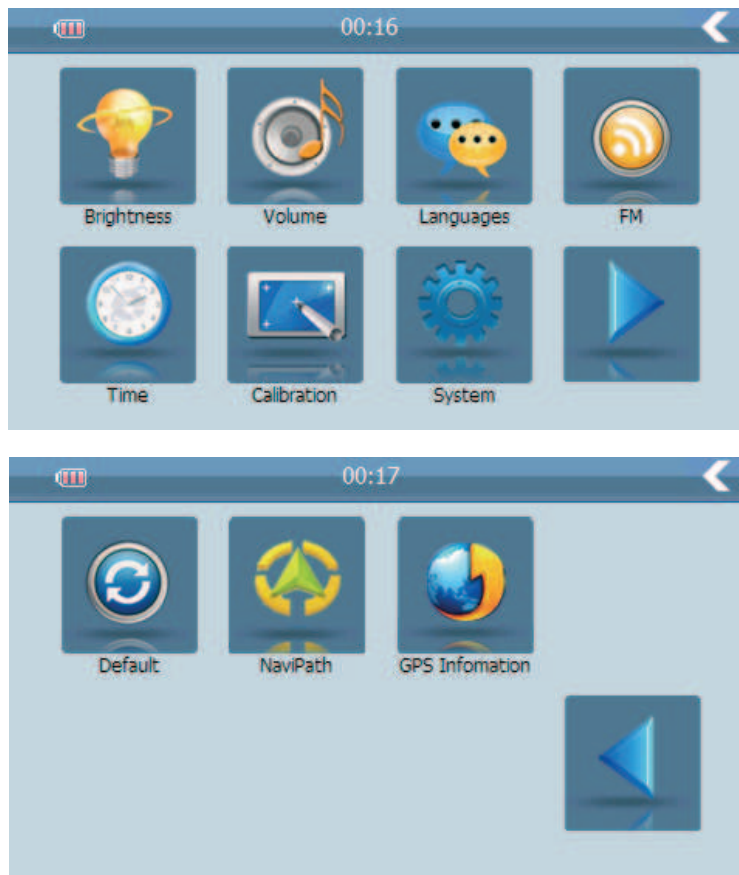 00:16
Brightness Volume Languages FM
Time Calibration System
00:17
Default NaviPath GPS Infomation